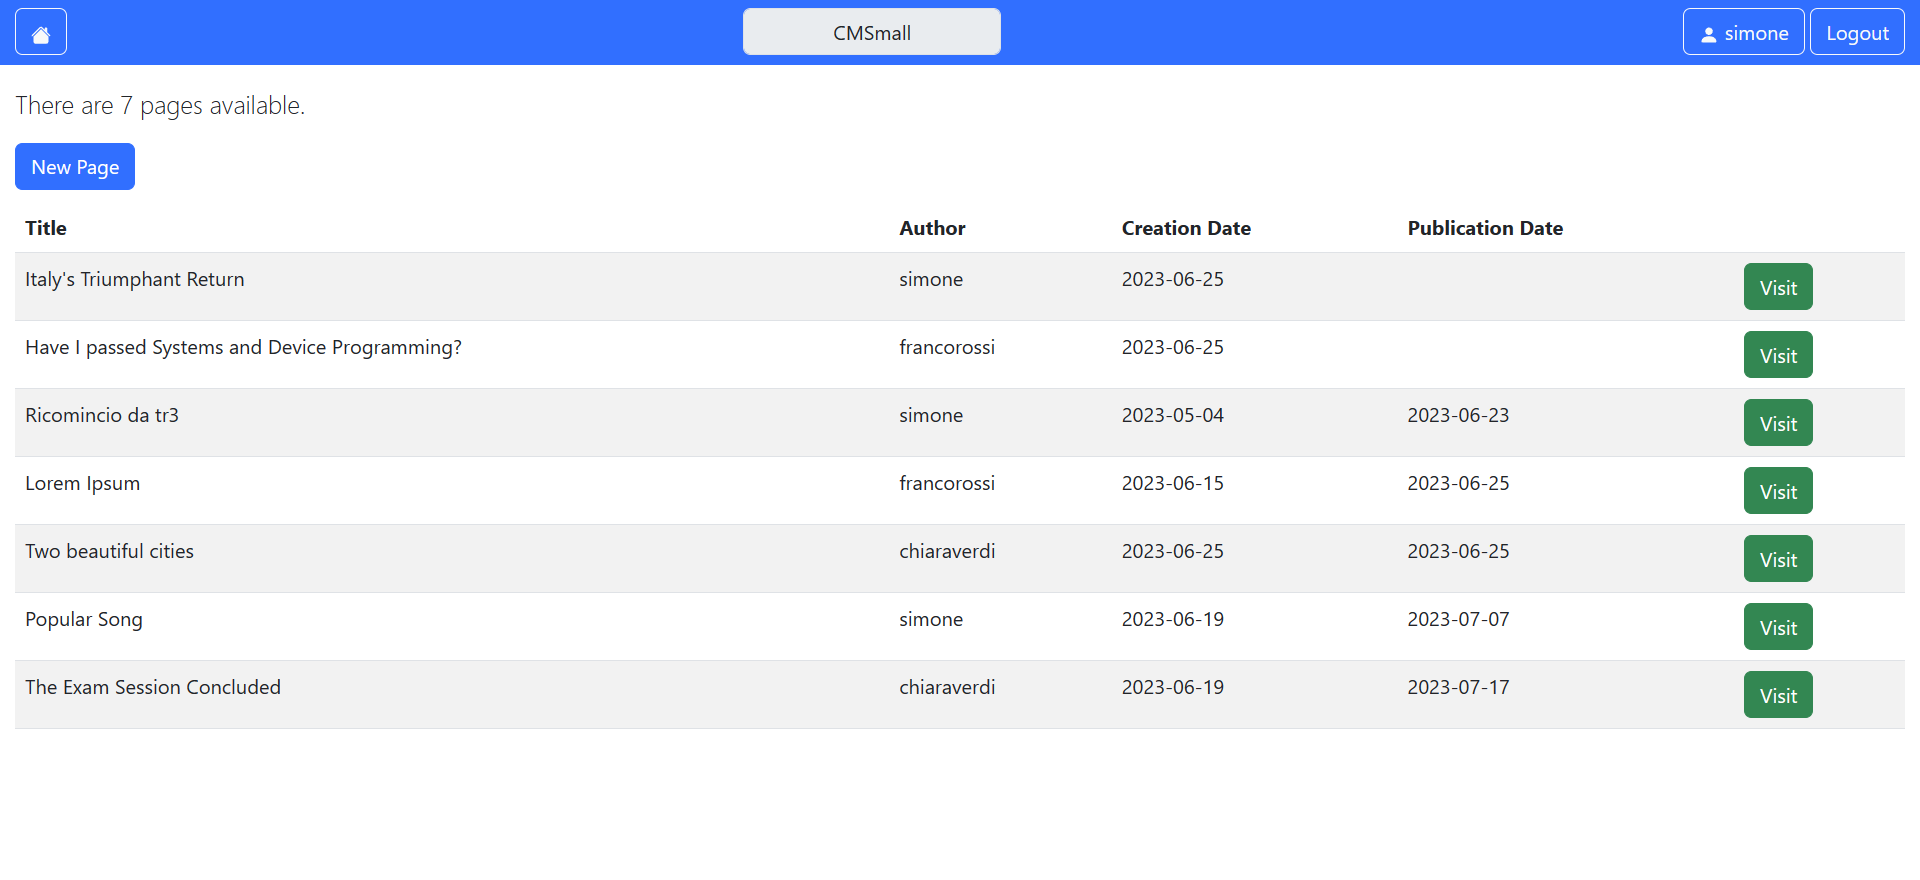 CMSmall simone Logout
There are 7 pages available.
New Page
Title Author Creation Date Publication Date
Italy's Triumphant Return simone 2023-06-25 Visit
Have I passed Systems and Device Programming? francorossi 2023-06-25 Visit
Ricomincio da tr3 simone 2023-05-04 2023-06-23 Visit
Lorem Ipsum francorossi 2023-06-15 2023-06-25 Visit
Two beautiful cities chiaraverdi 2023-06-25 2023-06-25 Visit
Popular Song simone 2023-06-19 2023-07-07 Visit
The Exam Session Concluded chiaraverdi 2023-06-19 2023-07-17 Visit